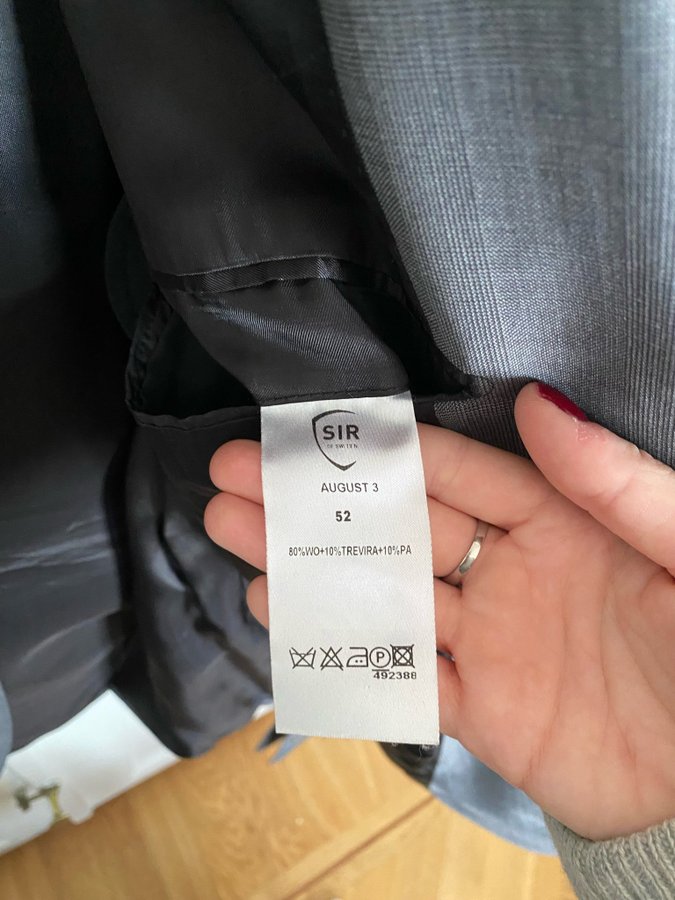 SIR
OF SWEDEN
AUGUST 3
52
80%WO+10%TREVIRA+10%PA
P
492388